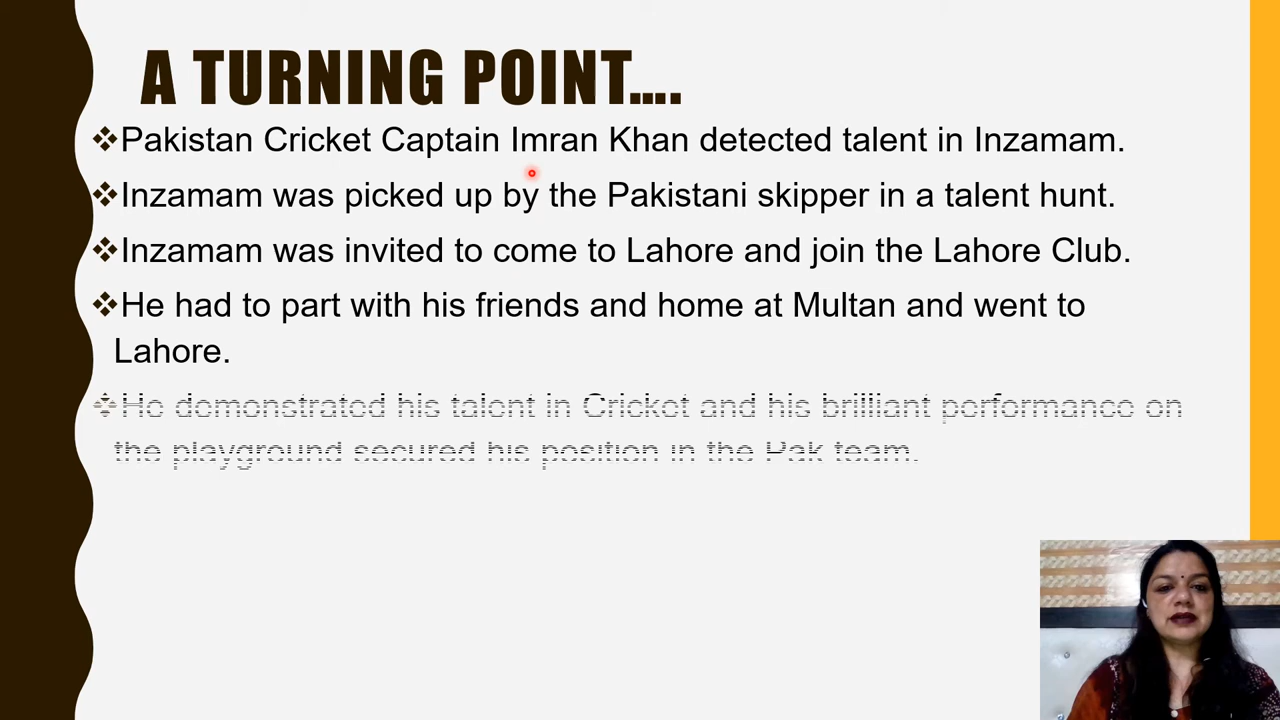 A TURNING POINT....
❖Pakistan Cricket Captain Imran Khan detected talent in Inzamam.
❖Inzamam was picked up by the Pakistani skipper in a talent hunt.
❖Inzamam was invited to come to Lahore and join the Lahore Club.
❖He had to part with his friends and home at Multan and went to
Lahore.
❖He demonstrated his talent in Cricket and his brilliant performance on
the playground secured his position in the Pak team.